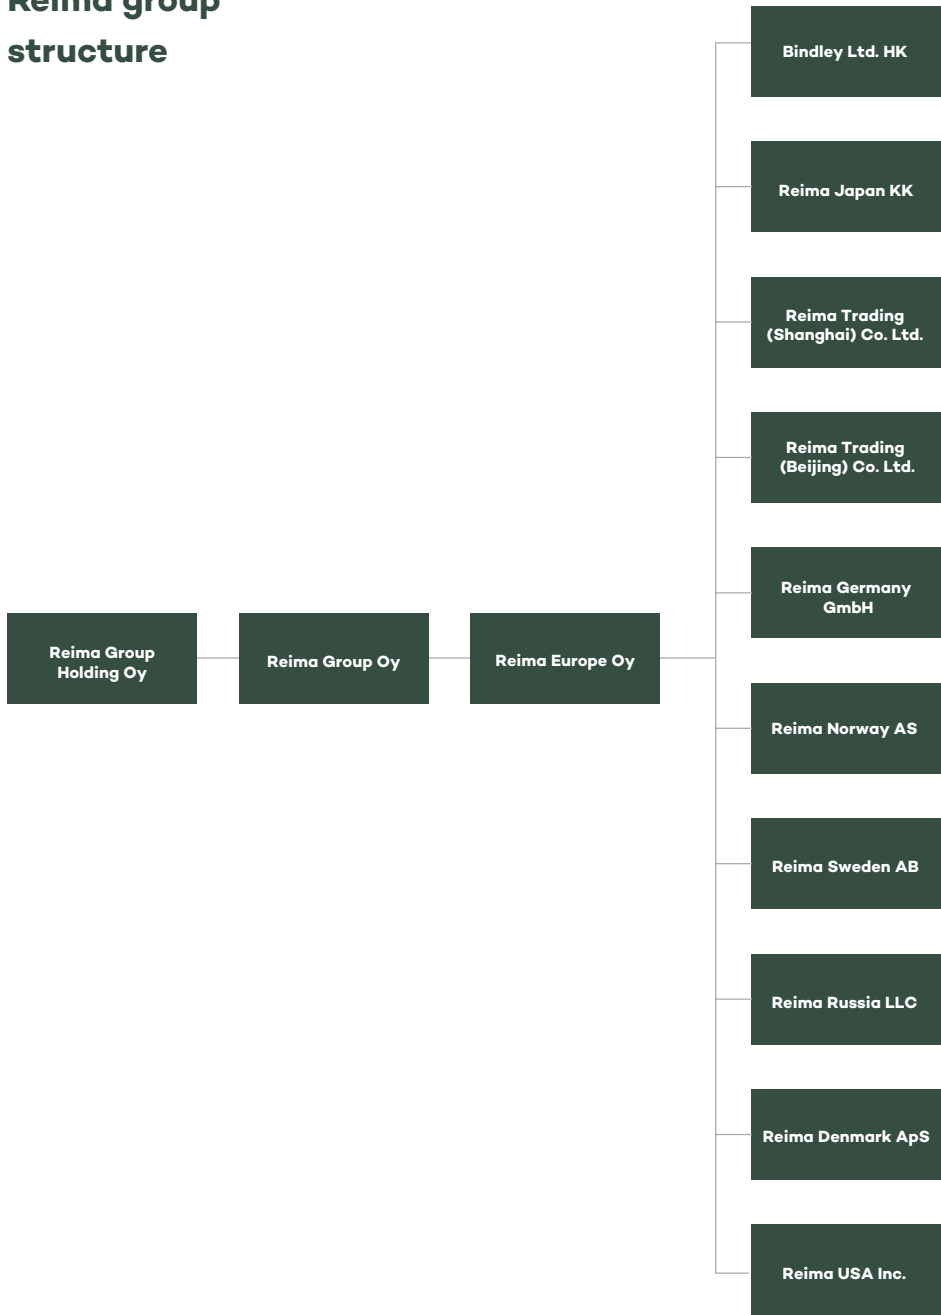 Reima group
structure
Bindley Ltd. HK
Reima Japan KK
Reima Trading
(Shanghai) Co. Ltd.
Reima Trading
(Beijing) Co. Ltd.
Reima Germany
GmbH
Reima Group
Holding Oy
Reima Group Oy
Reima Europe Oy
Reima Norway AS
Reima Sweden AB
Reima Russia LLC
Reima Denmark ApS
Reima USA Inc.